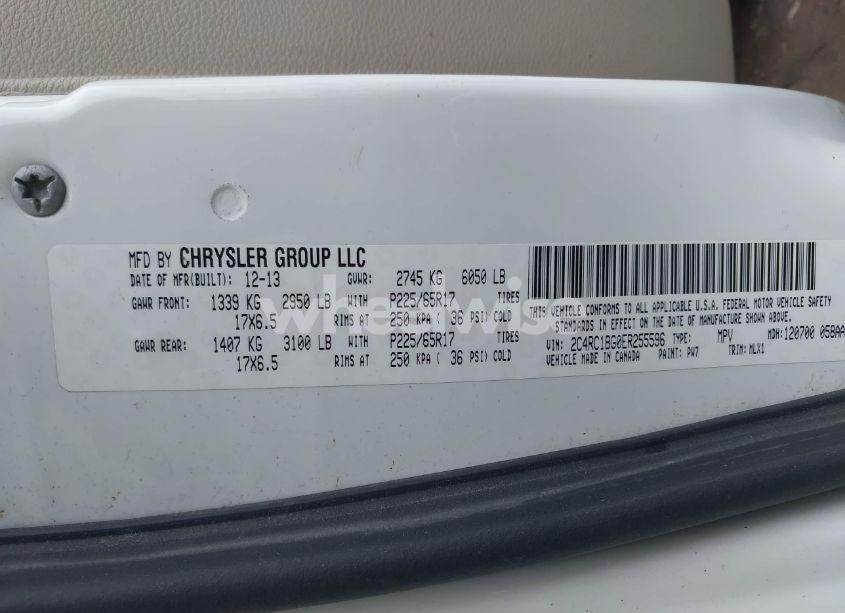 MFD BY CHRYSLER GROUP LLC
DATE OF MFR(BUILT): 12-13 GVWR: 2745 KG 6050 LB
GAWR FRONT: 1339 KG 2950 LB WITH P225/65R17 TIRES
17X6.5 RIMS AT 250 KPA ( 36 PSI) COLD
GAWR REAR: 1407 KG 3100 LB WITH P225/65R17 TIRES
17X6.5 RIMS AT 250 KPA ( 36 PSI) COLD
THIS VEHICLE CONFORMS TO ALL APPLICABLE U.S.A. FEDERAL MOTOR VEHICLE SAFETY
STANDARDS IN EFFECT ON THE DATE OF MANUFACTURE SHOWN ABOVE.
VIN: 2C4RC1BG0ER255596 TYPE: MPV MDH: 120700 058AA
VEHICLE MADE IN CANADA PAINT: PW7 TRIM: MLX1
wheelwise